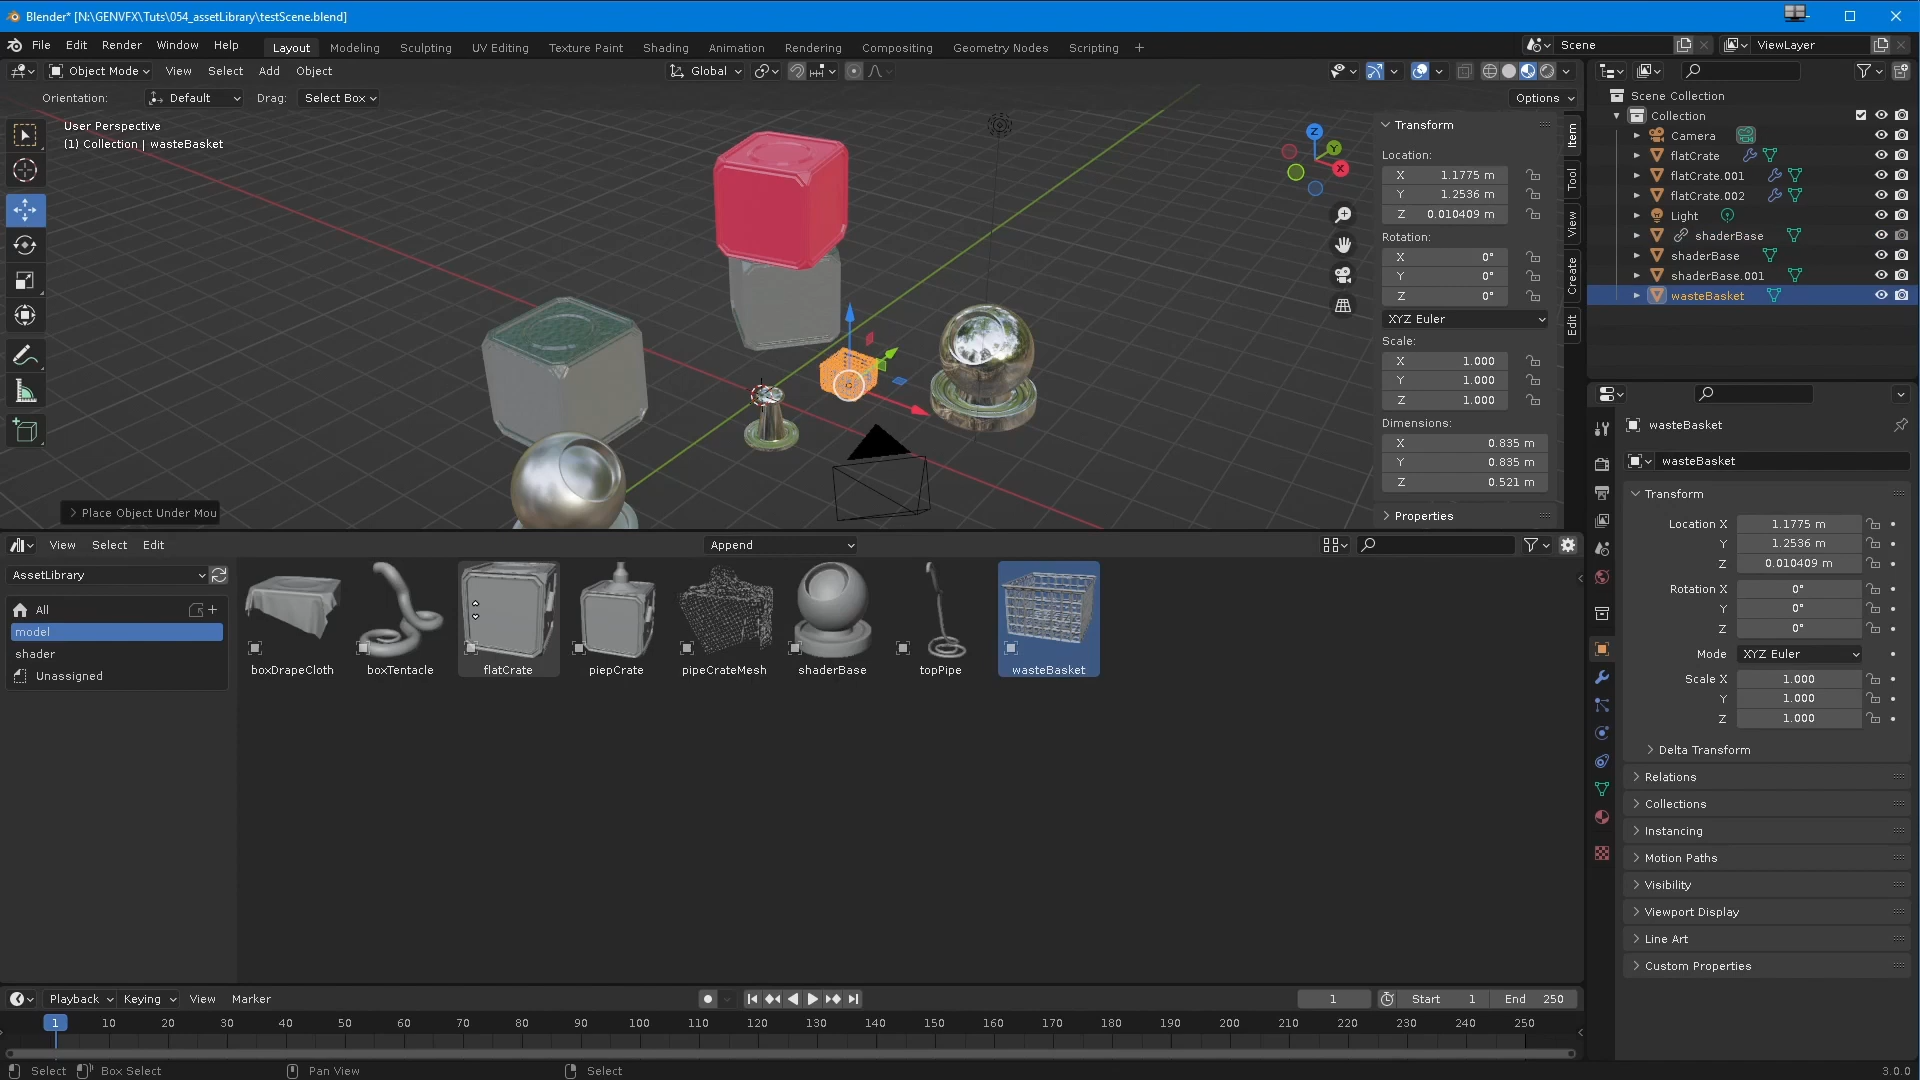 Blender* [N:\GENVFX\Tuts\054_assetLibrary\testScene.blend]
File Edit Render Window Help Layout Modeling Sculpting UV Editing Texture Paint Shading Animation Rendering Compositing Geometry Nodes Scripting + Scene ViewLayer
Object Mode View Select Add Object Global
Orientation: Default Drag: Select Box Options
User Perspective
(1) Collection | wasteBasket
Z
Y
X
Transform
Location:
X 1.1775 m
Y 1.2536 m
Z 0.010409 m
Rotation:
X 0°
Y 0°
Z 0°
XYZ Euler
Scale:
X 1.000
Y 1.000
Z 1.000
Dimensions:
X 0.835 m
Y 0.835 m
Z 0.521 m
Properties
Item
Tool
View
Create
Edit
Place Object Under Mou
Scene Collection
Collection
Camera
flatCrate
flatCrate.001
flatCrate.002
Light
shaderBase
shaderBase
shaderBase.001
wasteBasket
wasteBasket
wasteBasket
Transform
Location X 1.1775 m
Y 1.2536 m
Z 0.010409 m
Rotation X 0°
Y 0°
Z 0°
Mode XYZ Euler
Scale X 1.000
Y 1.000
Z 1.000
Delta Transform
Relations
Collections
Instancing
Motion Paths
Visibility
Viewport Display
Line Art
Custom Properties
View Select Edit Append
AssetLibrary
All
model
shader
Unassigned
boxDrapeCloth boxTentacle flatCrate piepCrate pipeCrateMesh shaderBase topPipe wasteBasket
Playback Keying View Marker 1 Start 1 End 250
1 10 20 30 40 50 60 70 80 90 100 110 120 130 140 150 160 170 180 190 200 210 220 230 240 250
Select Box Select Pan View Select 3.0.0